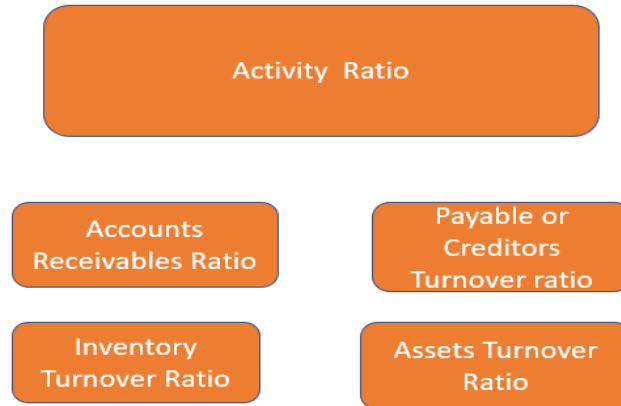 Activity Ratio
Accounts
Receivables Ratio
Payable or
Creditors
Turnover ratio
Inventory
Turnover Ratio
Assets Turnover
Ratio